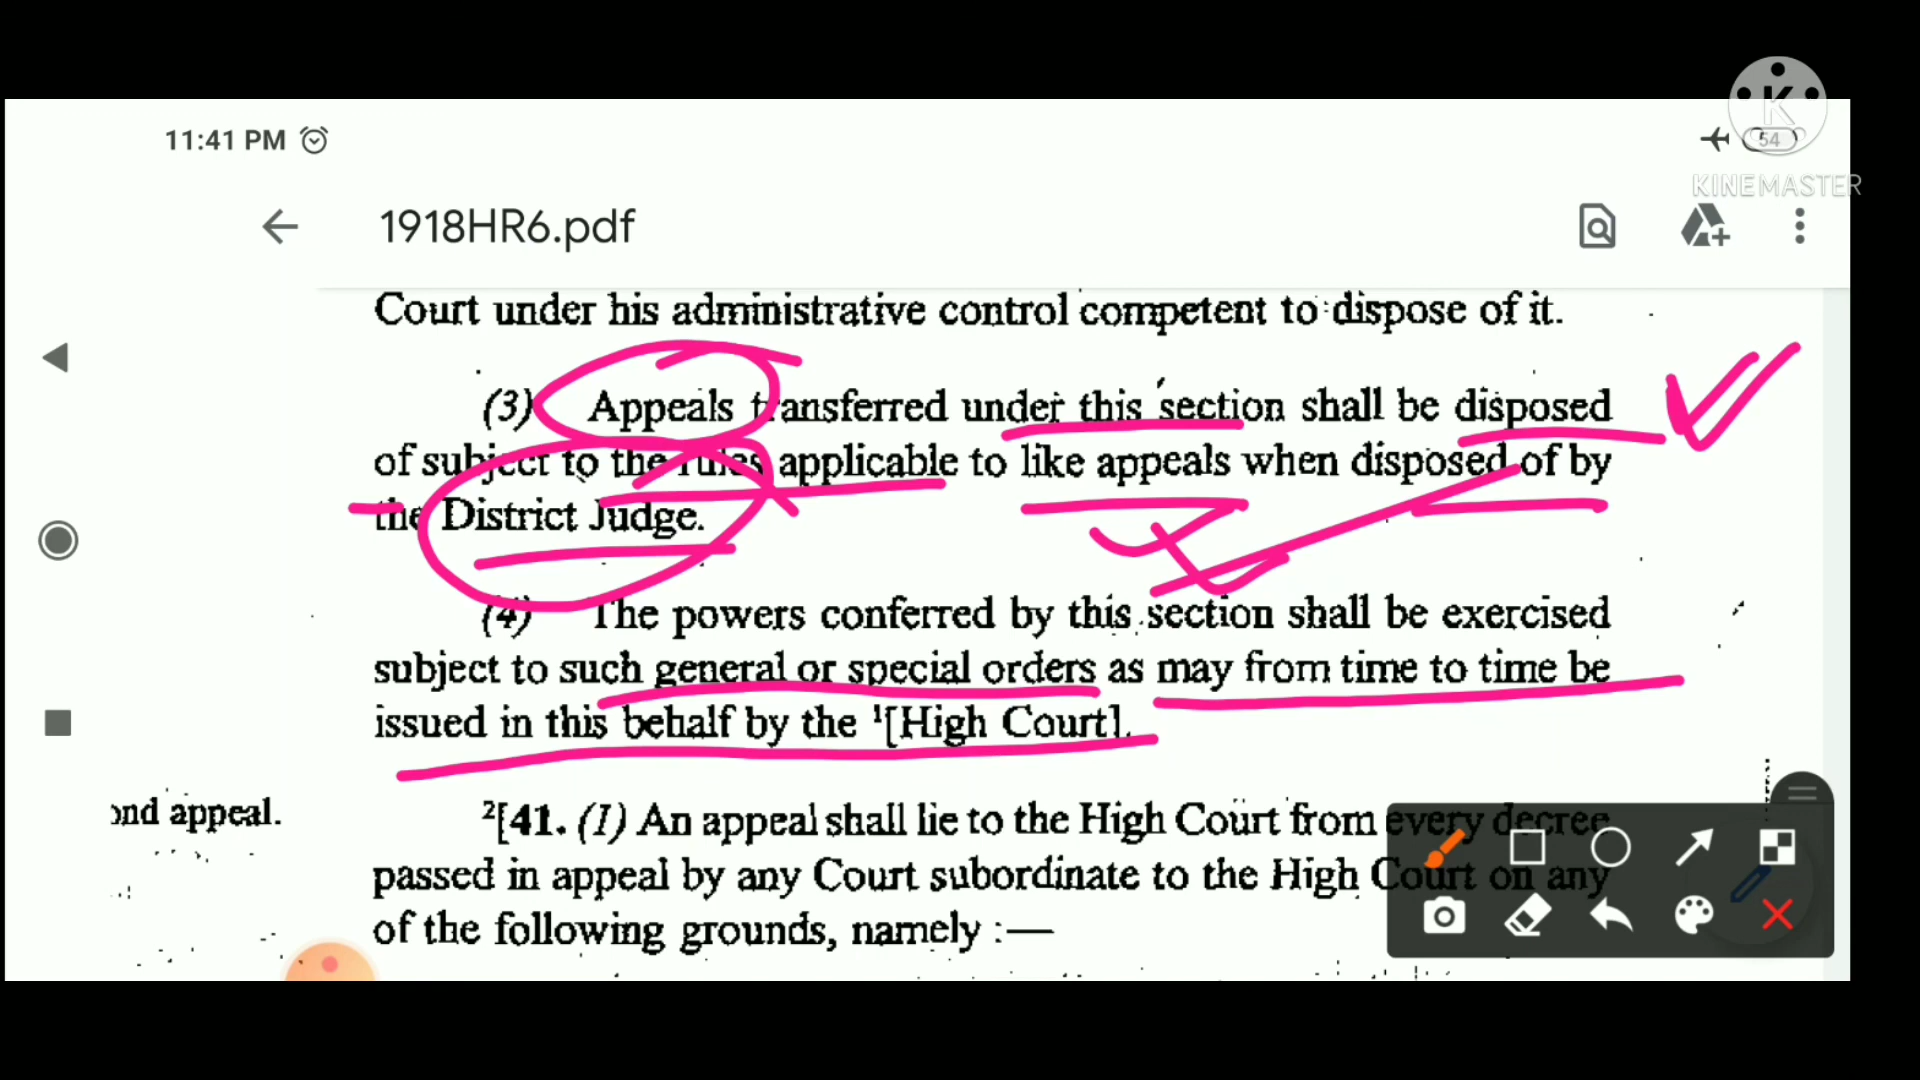 11:41 PM
54
KINEMASTER
1918HR6.pdf
Court under his administrative control competent to dispose of it.
(3) Appeals transferred under this section shall be disposed
of subject to the rules applicable to like appeals when disposed of by
the District Judge.
(4) The powers conferred by this section shall be exercised
subject to such general or special orders as may from time to time be
issued in this behalf by the ¹[High Court].
ond appeal.
²[41. (1) An appeal shall lie to the High Court from every decree
passed in appeal by any Court subordinate to the High Court on any
of the following grounds, namely :—